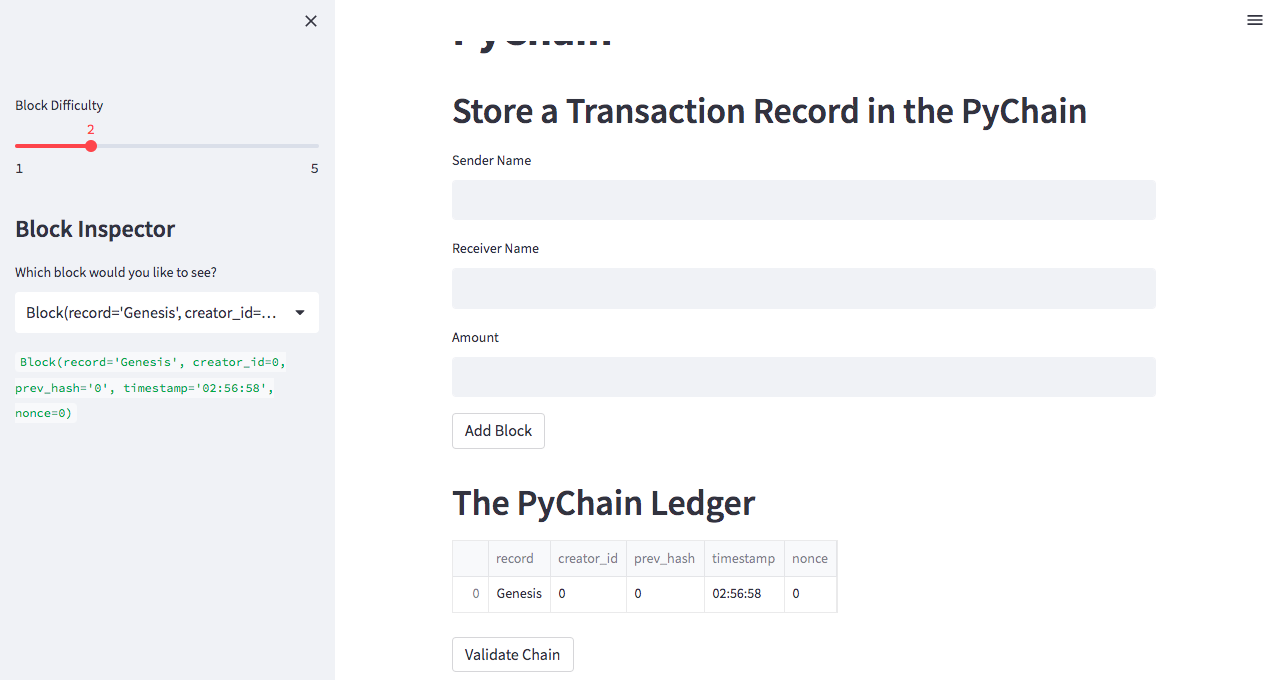 Block Difficulty
2
1 5
Block Inspector
Which block would you like to see?
Block(record='Genesis', creator_id=...
Block(record='Genesis', creator_id=0,
prev_hash='0', timestamp='02:56:58',
nonce=0)
PyChain
Store a Transaction Record in the PyChain
Sender Name
Receiver Name
Amount
Add Block
The PyChain Ledger
record creator_id prev_hash timestamp nonce
0 Genesis 0 0 02:56:58 0
Validate Chain